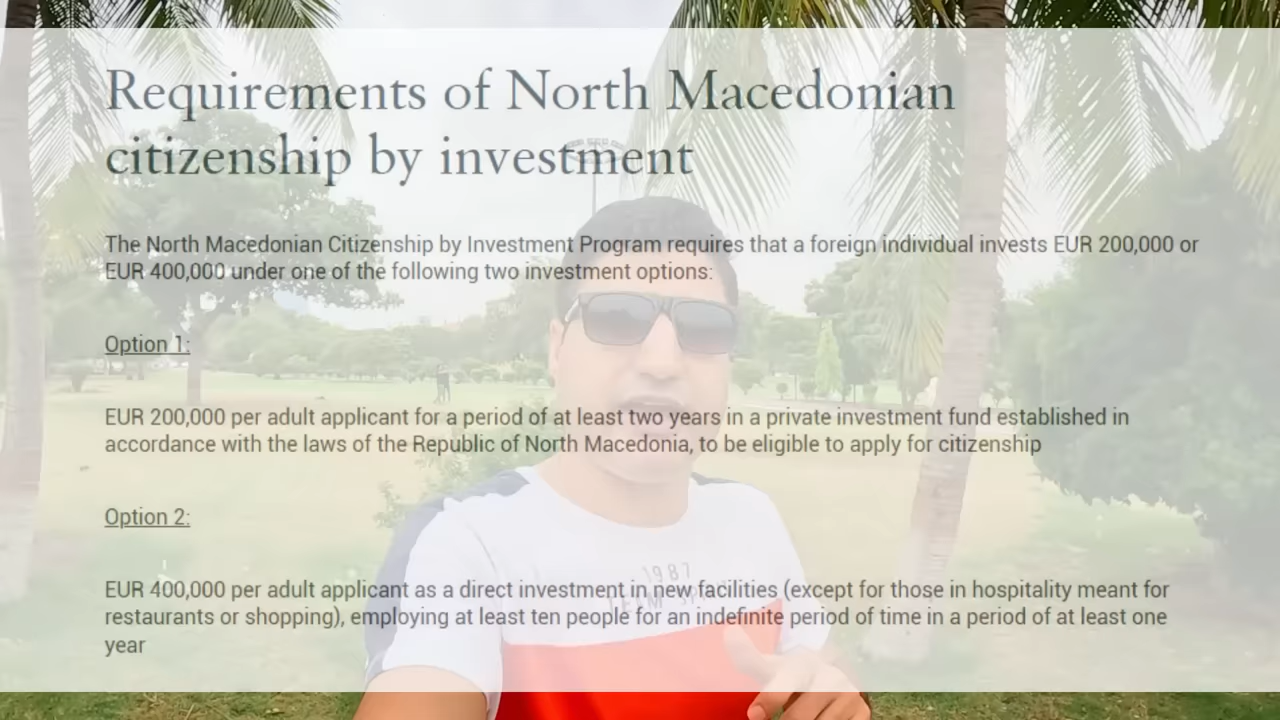 Requirements of North Macedonian
citizenship by investment
The North Macedonian Citizenship by Investment Program requires that a foreign individual invests EUR 200,000 or
EUR 400,000 under one of the following two investment options:
Option 1:
EUR 200,000 per adult applicant for a period of at least two years in a private investment fund established in
accordance with the laws of the Republic of North Macedonia, to be eligible to apply for citizenship
Option 2:
EUR 400,000 per adult applicant as a direct investment in new facilities (except for those in hospitality meant for
restaurants or shopping), employing at least ten people for an indefinite period of time in a period of at least one
year
1987